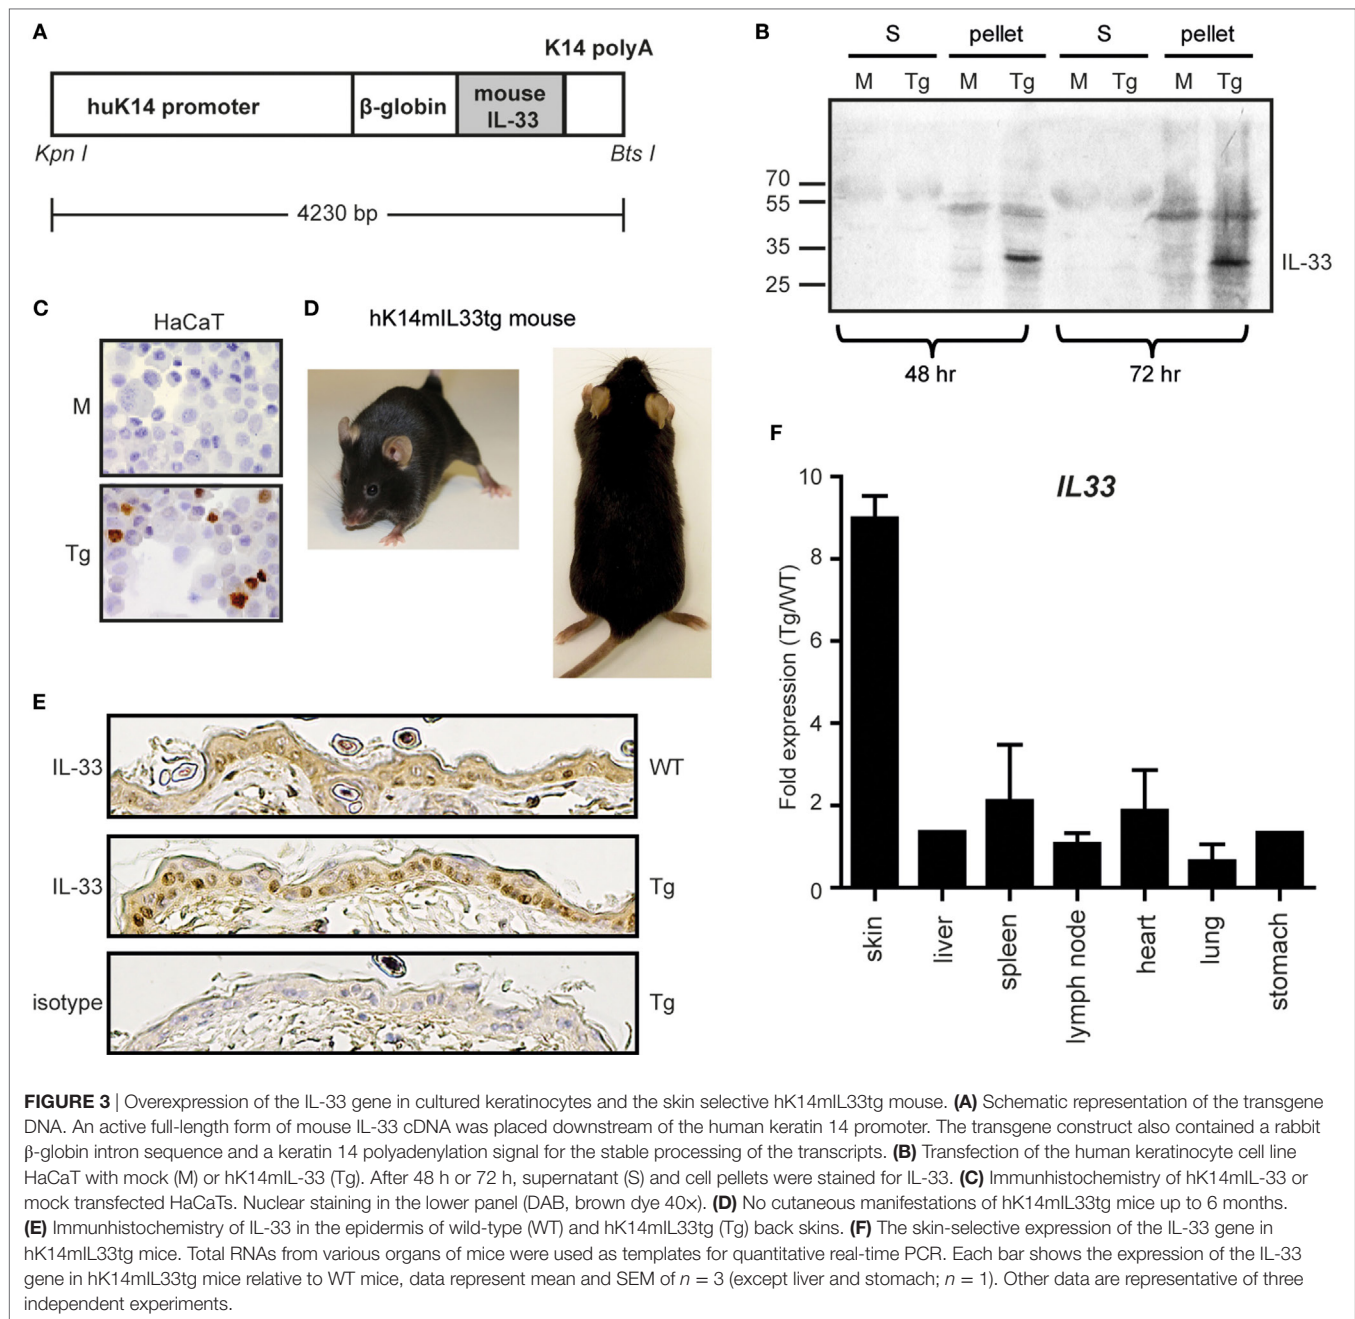 A
K14 polyA
huK14 promoter
β-globin
mouse
IL-33
Kpn I
Bts I
4230 bp
B
S
pellet
S
pellet
M Tg M Tg M Tg M Tg
70
55
35
25
IL-33
48 hr
72 hr
C
HaCaT
M
Tg
D
hK14mIL33tg mouse
E
IL-33
WT
IL-33
Tg
isotype
Tg
F
IL33
Fold expression (Tg/WT)
10
8
6
4
2
0
skin
liver
spleen
lymph node
heart
lung
stomach
FIGURE 3 | Overexpression of the IL-33 gene in cultured keratinocytes and the skin selective hK14mIL33tg mouse. (A) Schematic representation of the transgene
DNA. An active full-length form of mouse IL-33 cDNA was placed downstream of the human keratin 14 promoter. The transgene construct also contained a rabbit
β-globin intron sequence and a keratin 14 polyadenylation signal for the stable processing of the transcripts. (B) Transfection of the human keratinocyte cell line
HaCaT with mock (M) or hK14mIL-33 (Tg). After 48 h or 72 h, supernatant (S) and cell pellets were stained for IL-33. (C) Immunhistochemistry of hK14mIL-33 or
mock transfected HaCaTs. Nuclear staining in the lower panel (DAB, brown dye 40×). (D) No cutaneous manifestations of hK14mIL33tg mice up to 6 months.
(E) Immunhistochemistry of IL-33 in the epidermis of wild-type (WT) and hK14mIL33tg (Tg) back skins. (F) The skin-selective expression of the IL-33 gene in
hK14mIL33tg mice. Total RNAs from various organs of mice were used as templates for quantitative real-time PCR. Each bar shows the expression of the IL-33
gene in hK14mIL33tg mice relative to WT mice, data represent mean and SEM of n = 3 (except liver and stomach; n = 1). Other data are representative of three
independent experiments.